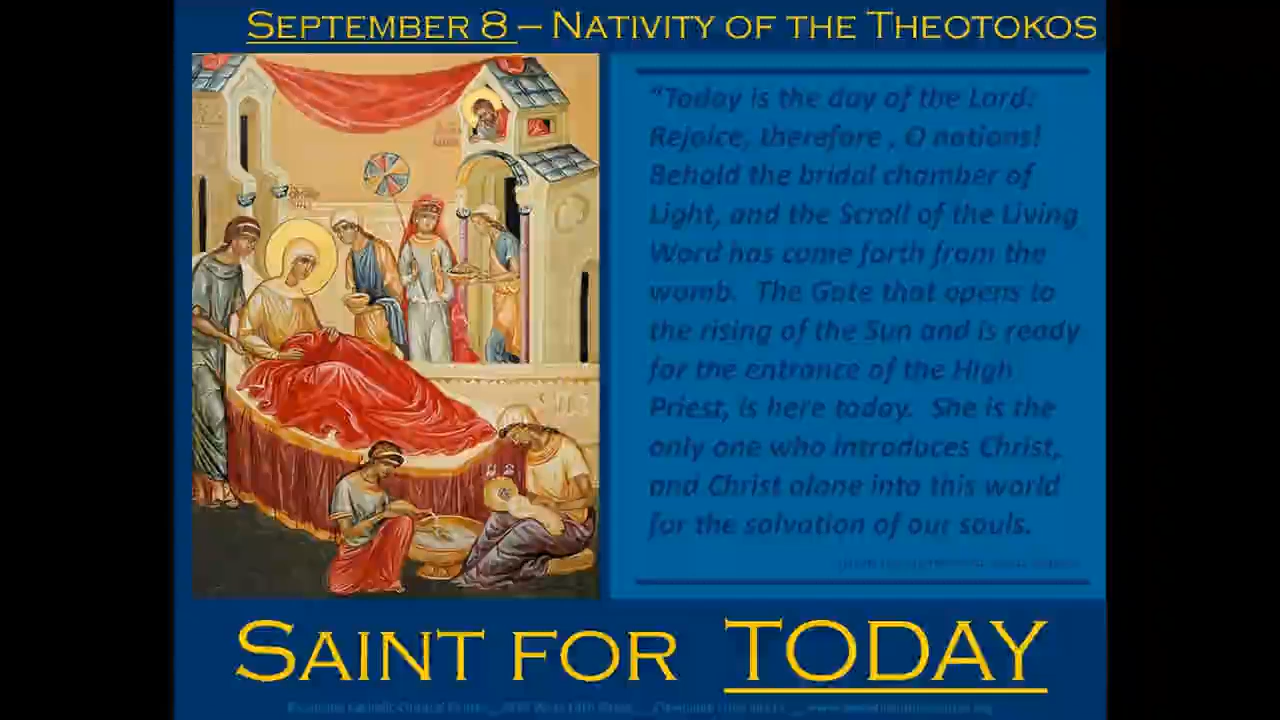 September 8 – Nativity of the Theotokos
“Today is the day of the Lord:
Rejoice, therefore , O nations!
Behold the bridal chamber of
Light, and the Scroll of the Living
Word has come forth from the
womb. The Gate that opens to
the rising of the Sun and is ready
for the entrance of the High
Priest, is here today. She is the
only one who introduces Christ,
and Christ alone into this world
for the salvation of our souls.
Saint for TODAY